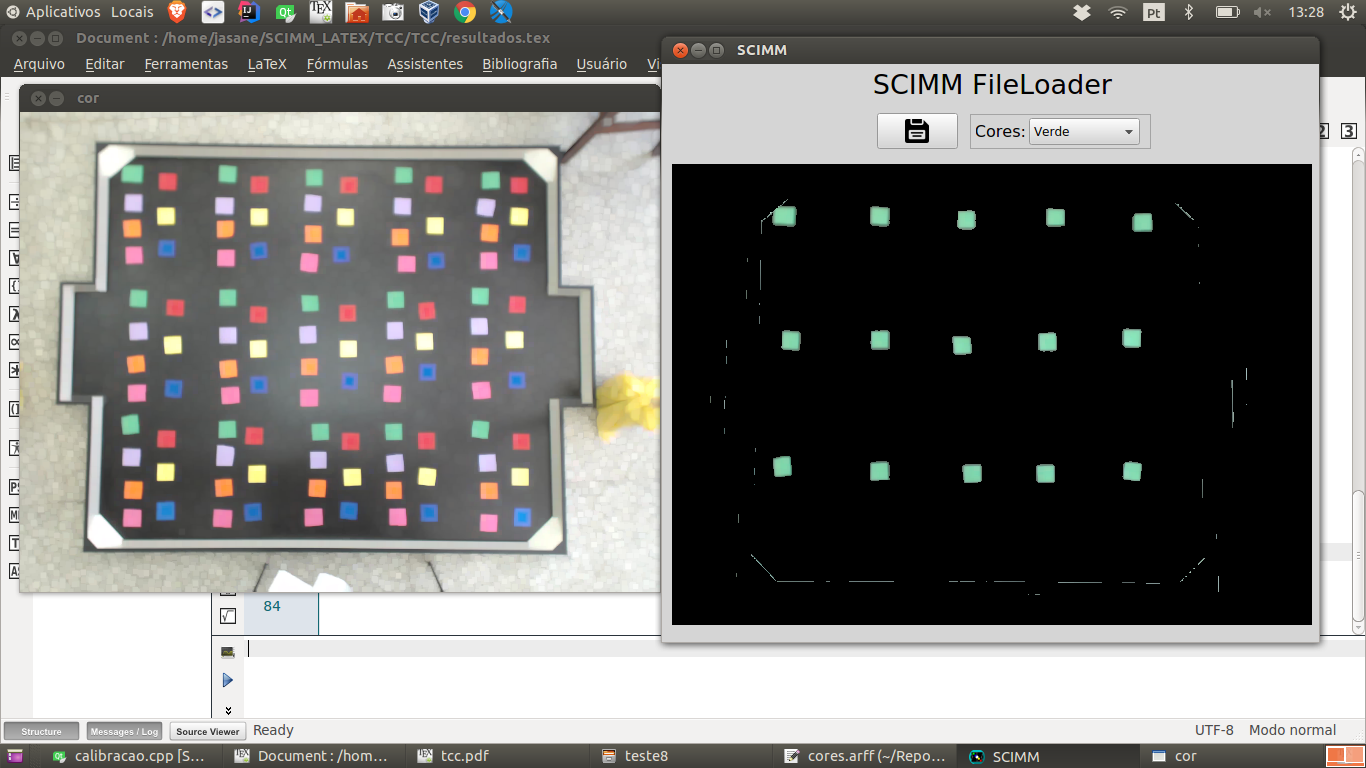 Aplicativos Locais Pt 13:28
Document : /home/jasane/SCIMM_LATEX/TCC/TCC/resultados.tex
Arquivo Editar Ferramentas LaTeX Fórmulas Assistentes Bibliografia Usuário Vi
cor
SCIMM
SCIMM FileLoader
Cores: Verde
2 3
84
Structure Messages / Log Source Viewer Ready UTF-8 Modo normal
calibracao.cpp [S... Document : /hom... tcc.pdf teste8 cores.arff (~/Repo... SCIMM cor